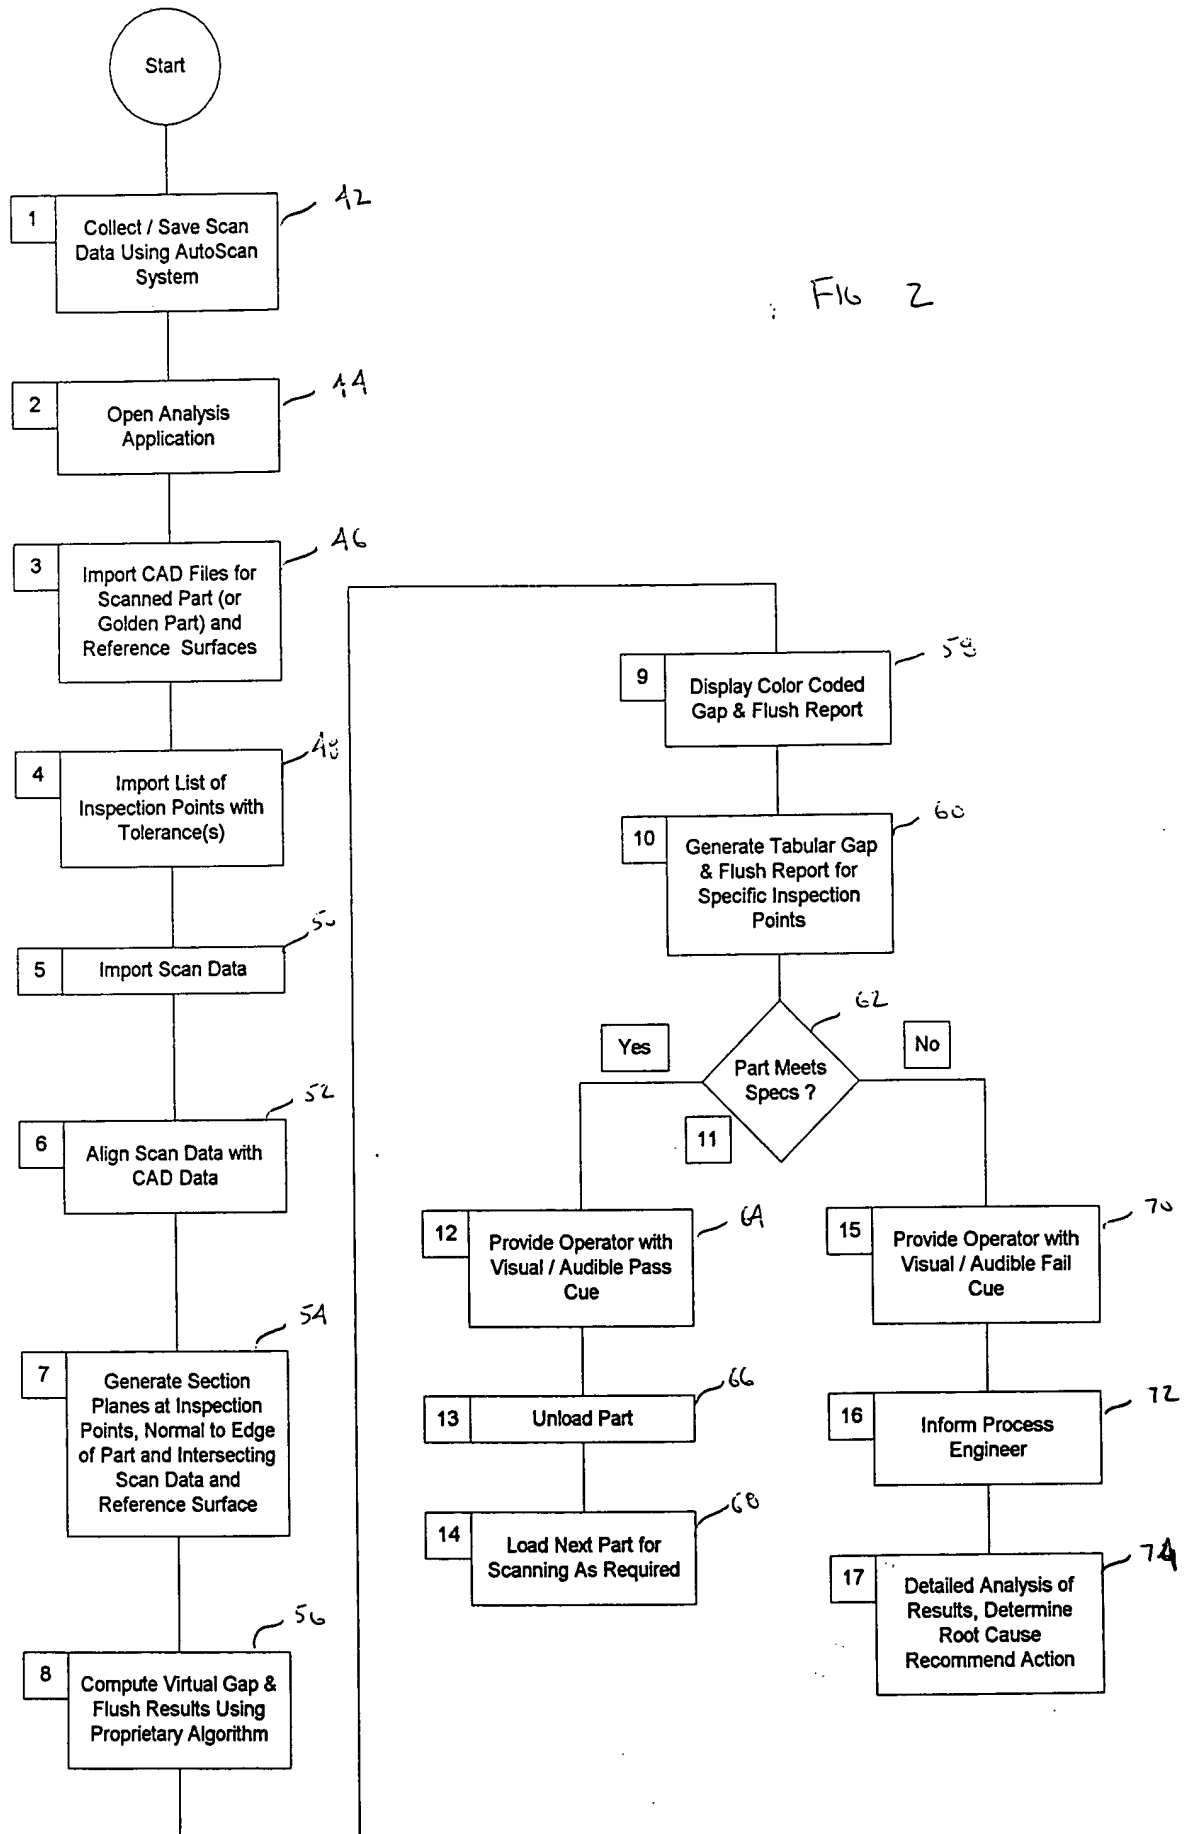 Start
1
Collect / Save Scan
Data Using AutoScan
System
42
FIG 2
2
Open Analysis
Application
44
3
Import CAD Files for
Scanned Part (or
Golden Part) and
Reference Surfaces
46
4
Import List of
Inspection Points with
Tolerance(s)
48
5
Import Scan Data
50
6
Align Scan Data with
CAD Data
52
7
Generate Section
Planes at Inspection
Points, Normal to Edge
of Part and Intersecting
Scan Data and
Reference Surface
54
8
Compute Virtual Gap &
Flush Results Using
Proprietary Algorithm
56
9
Display Color Coded
Gap & Flush Report
58
10
Generate Tabular Gap
& Flush Report for
Specific Inspection
Points
60
62
Yes
No
Part Meets
Specs ?
11
12
Provide Operator with
Visual / Audible Pass
Cue
64
13
Unload Part
66
14
Load Next Part for
Scanning As Required
68
15
Provide Operator with
Visual / Audible Fail
Cue
70
16
Inform Process
Engineer
72
17
Detailed Analysis of
Results, Determine
Root Cause
Recommend Action
74